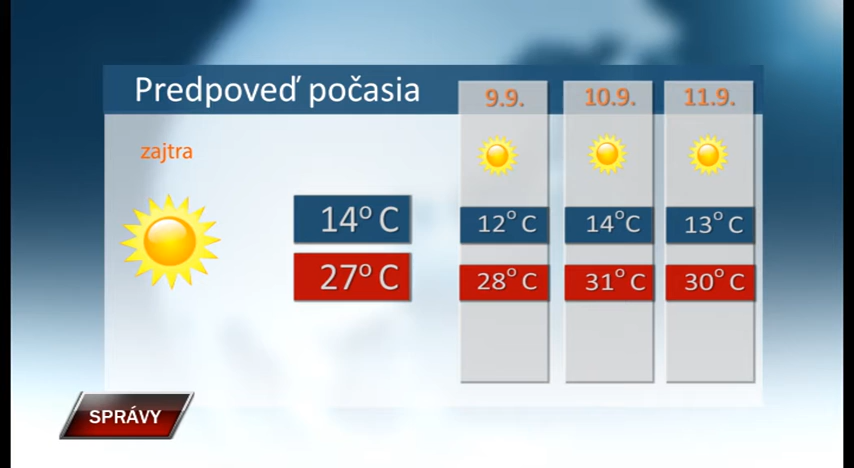 Predpoveď počasia
zajtra
14° C
27° C
9.9.
12° C
28° C
10.9.
14°C
31° C
11.9.
13° C
30° C
SPRÁVY